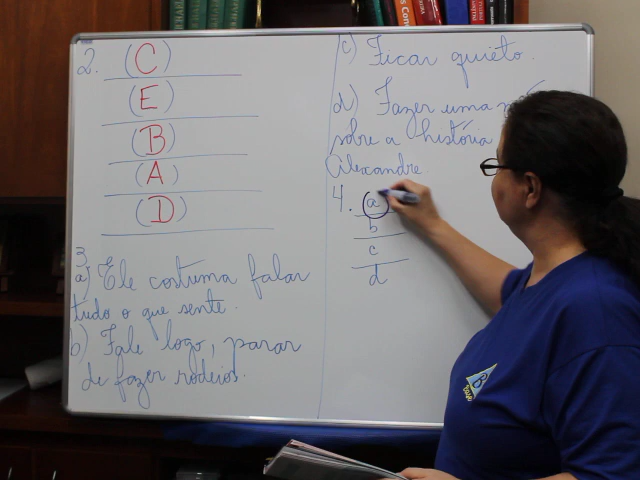 2. (C)
(E)
(B)
(A)
(D)
3
a) Ele costuma falar
tudo o que sente.
b) Fale logo, parar
de fazer rodeios.
c) Ficar quieto.
d) Fazer uma
sobre a história
Alexandre
4. a
b
c
d
B